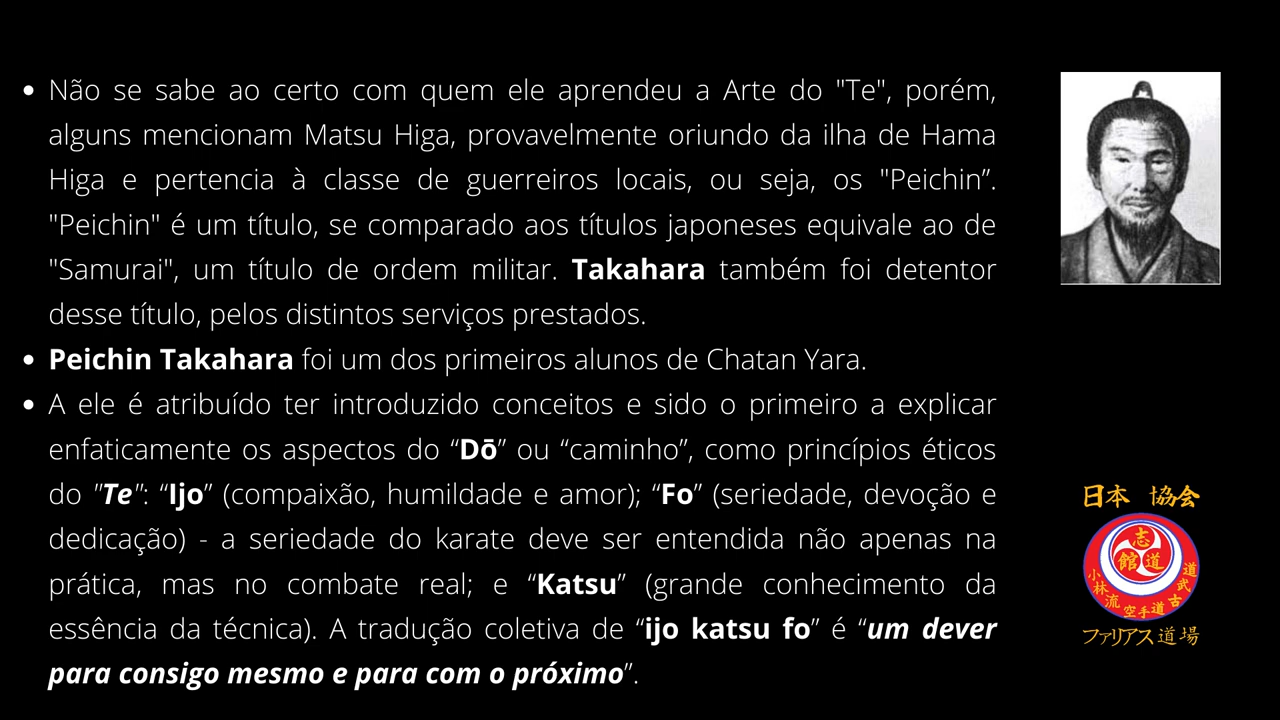 • Não se sabe ao certo com quem ele aprendeu a Arte do "Te", porém,
alguns mencionam Matsu Higa, provavelmente oriundo da ilha de Hama
Higa e pertencia à classe de guerreiros locais, ou seja, os "Peichin”.
"Peichin" é um título, se comparado aos títulos japoneses equivale ao de
"Samurai", um título de ordem militar. Takahara também foi detentor
desse título, pelos distintos serviços prestados.
• Peichin Takahara foi um dos primeiros alunos de Chatan Yara.
• A ele é atribuído ter introduzido conceitos e sido o primeiro a explicar
enfaticamente os aspectos do “Dō” ou “caminho”, como princípios éticos
do "Te": “Ijo” (compaixão, humildade e amor); “Fo” (seriedade, devoção e
dedicação) - a seriedade do karate deve ser entendida não apenas na
prática, mas no combate real; e “Katsu” (grande conhecimento da
essência da técnica). A tradução coletiva de “ijo katsu fo” é “um dever
para consigo mesmo e para com o próximo”.
日本 協会
志
館道
小林流空手道古武道
ファリアス道場